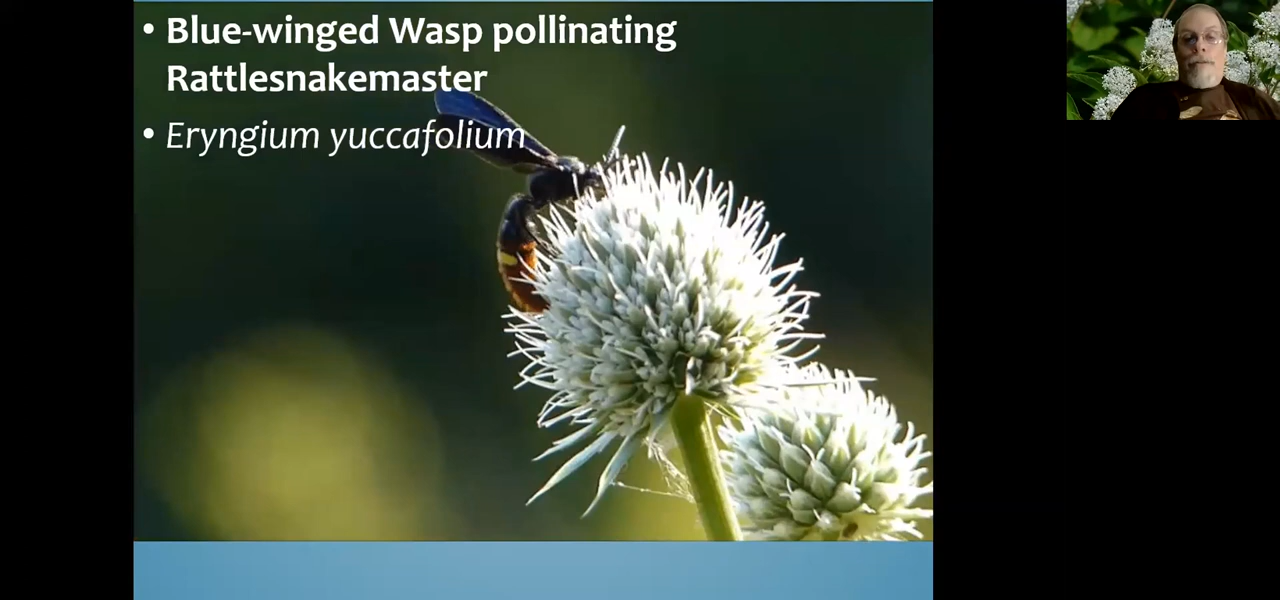 • Blue-winged Wasp pollinating
Rattlesnakemaster
• Eryngium yuccafolium